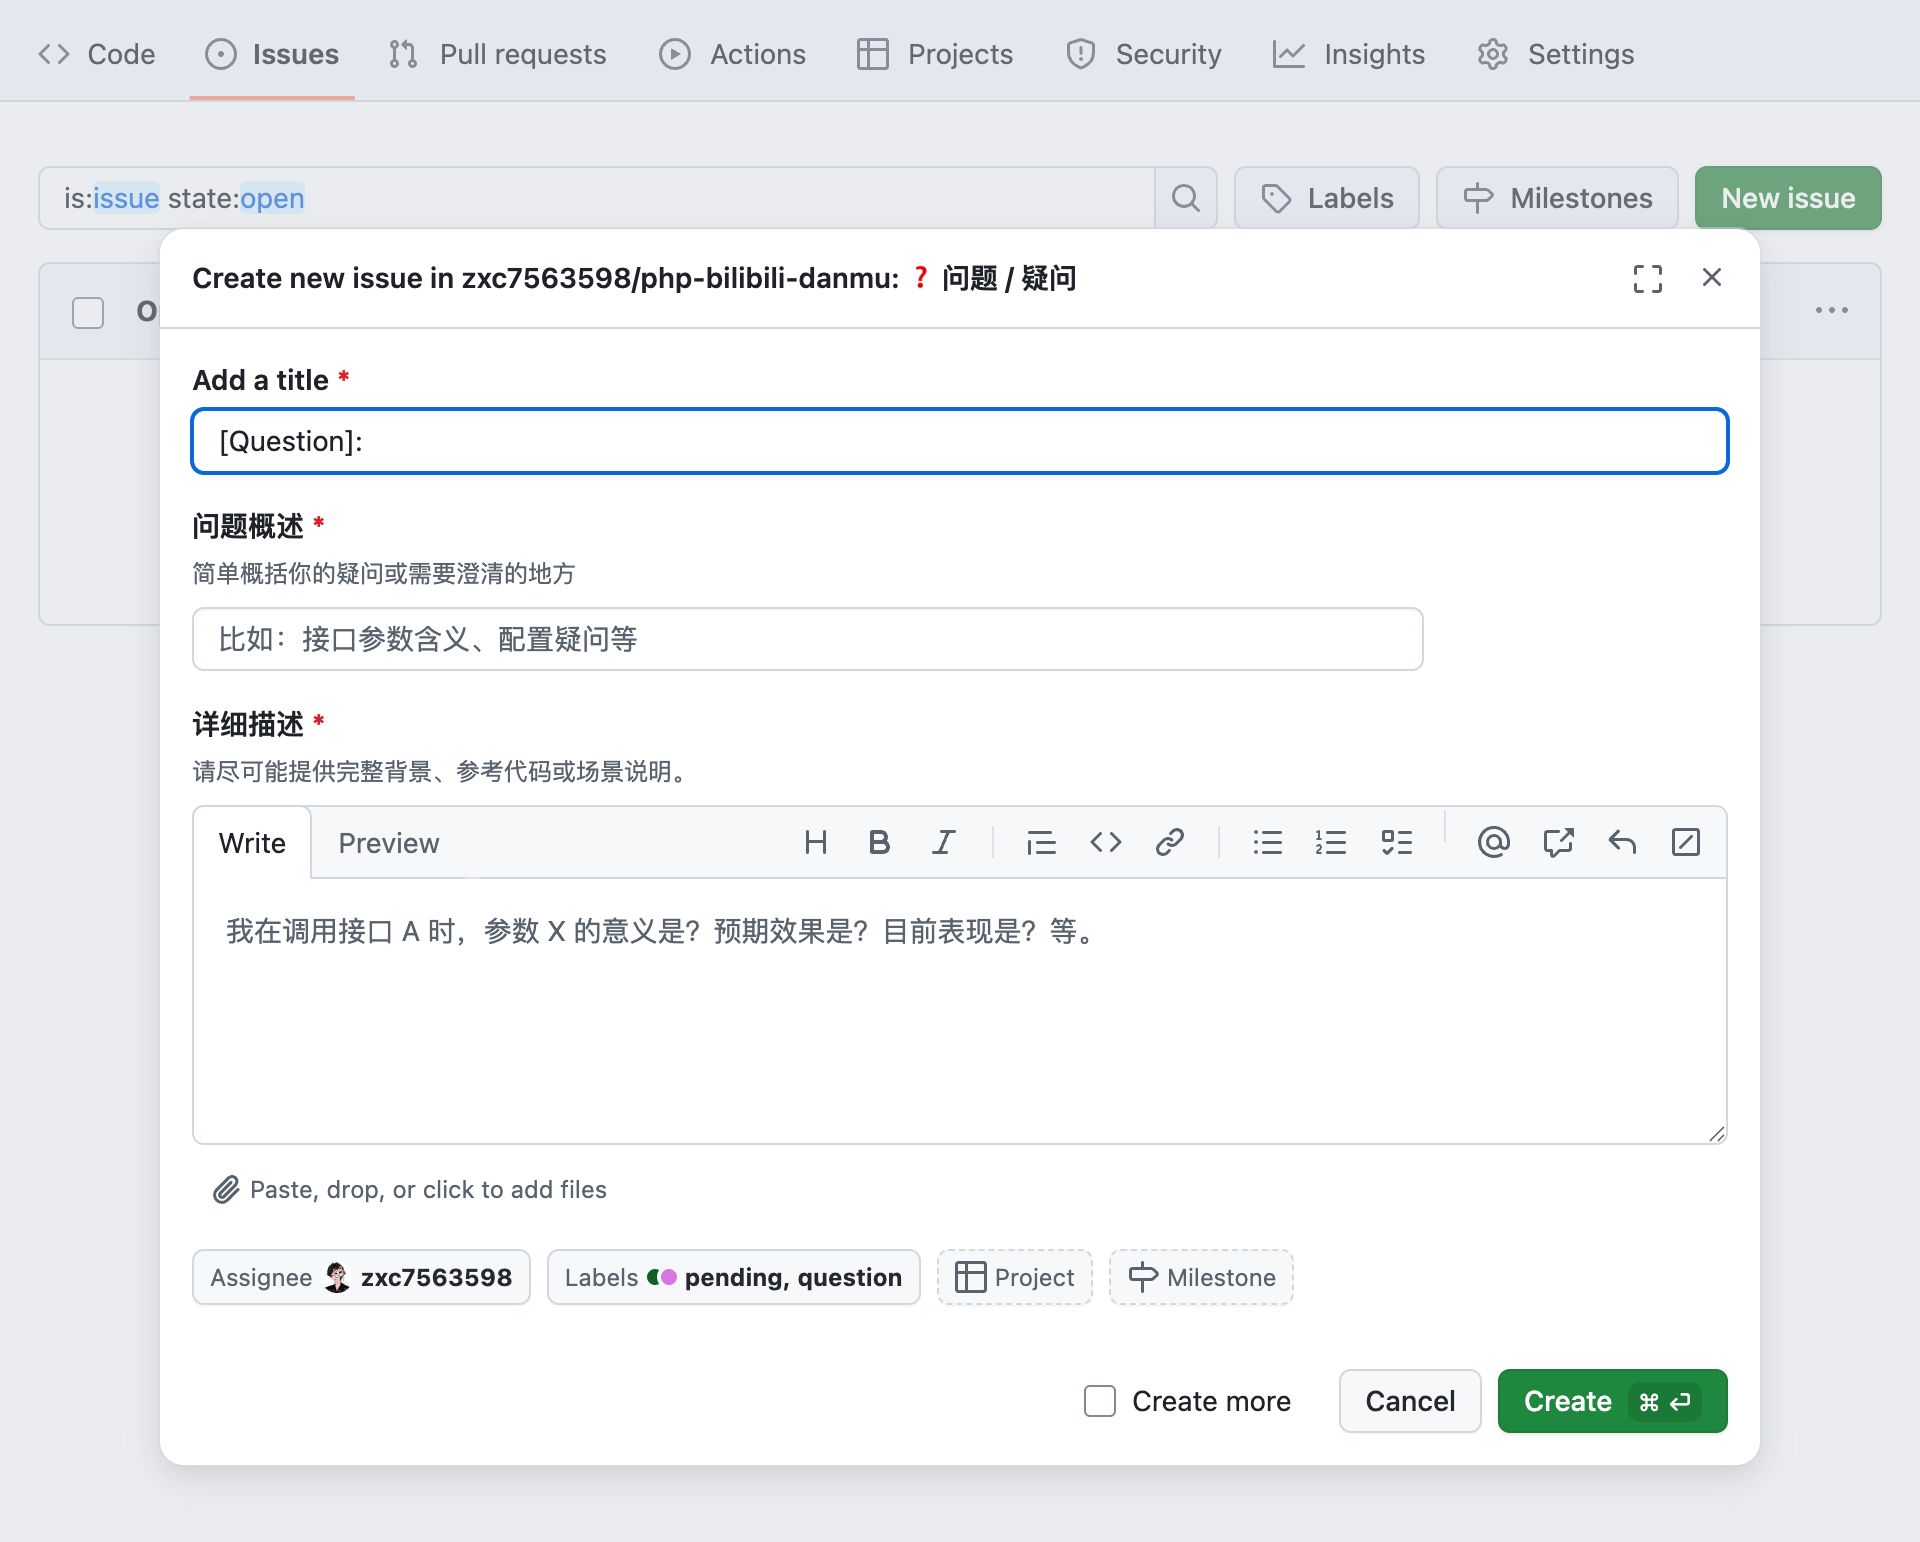 Code Issues Pull requests Actions Projects Security Insights Settings
is:issue state:open Labels Milestones New issue
O
Create new issue in zxc7563598/php-bilibili-danmu: ❓ 问题 / 疑问
Add a title *
[Question]:
问题概述 *
简单概括你的疑问或需要澄清的地方
比如：接口参数含义、配置疑问等
详细描述 *
请尽可能提供完整背景、参考代码或场景说明。
Write Preview
我在调用接口 A 时，参数 X 的意义是？预期效果是？目前表现是？等。
Paste, drop, or click to add files
Assignee zxc7563598 Labels pending, question Project Milestone
Create more Cancel Create ⌘ ⏎